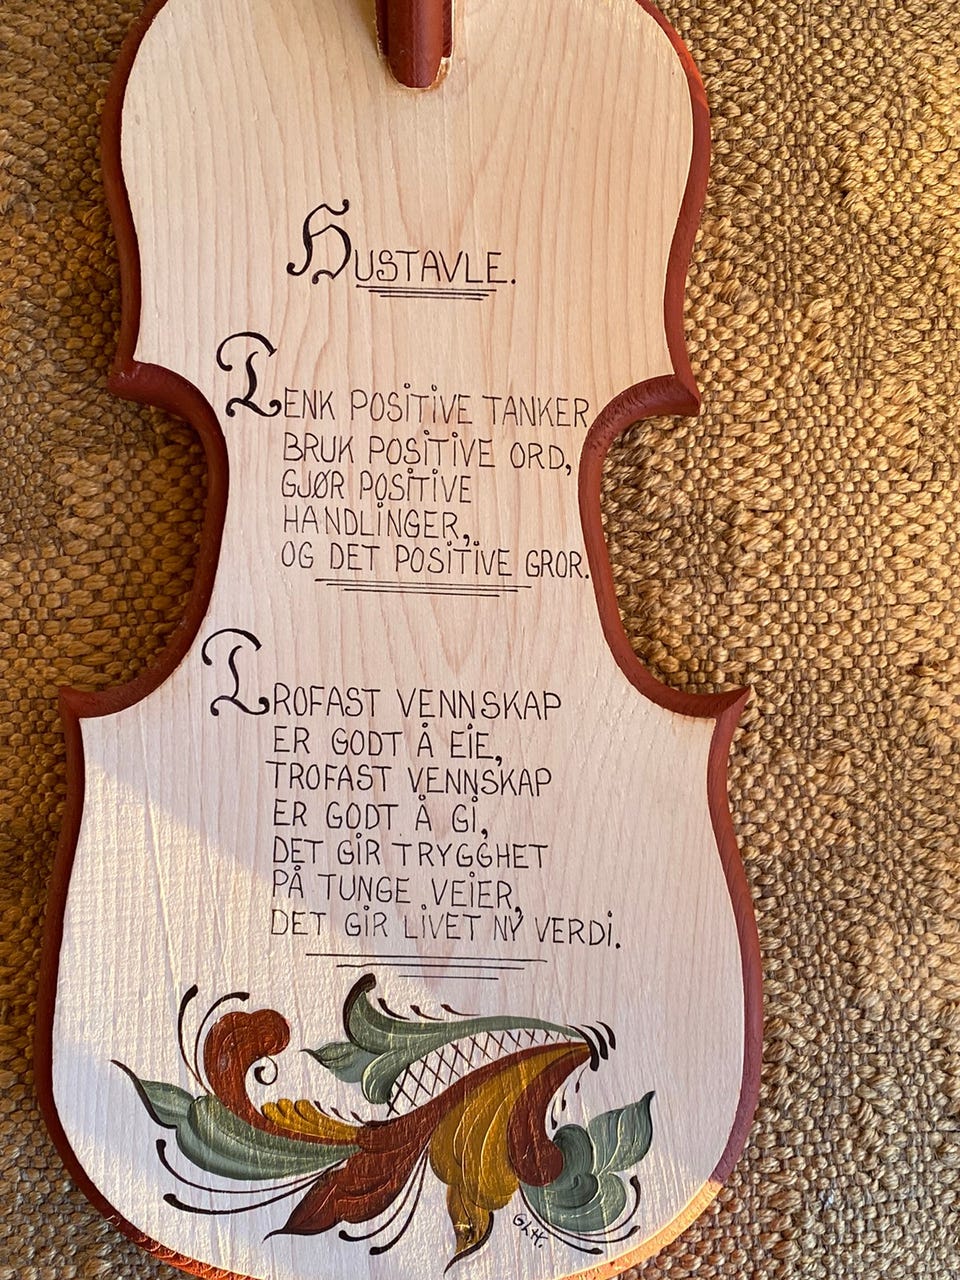 HUSTAVLE.
TENK POSITIVE TANKER
BRUK POSITIVE ORD,
GJØR POSITIVE
HANDLINGER,
OG DET POSITIVE GROR.
TROFAST VENNSKAP
ER GODT Å EIE,
TROFAST VENNSKAP
ER GODT Å GI,
DET GIR TRYGGHET
PÅ TUNGE VEIER,
DET GIR LIVET NY VERDI.